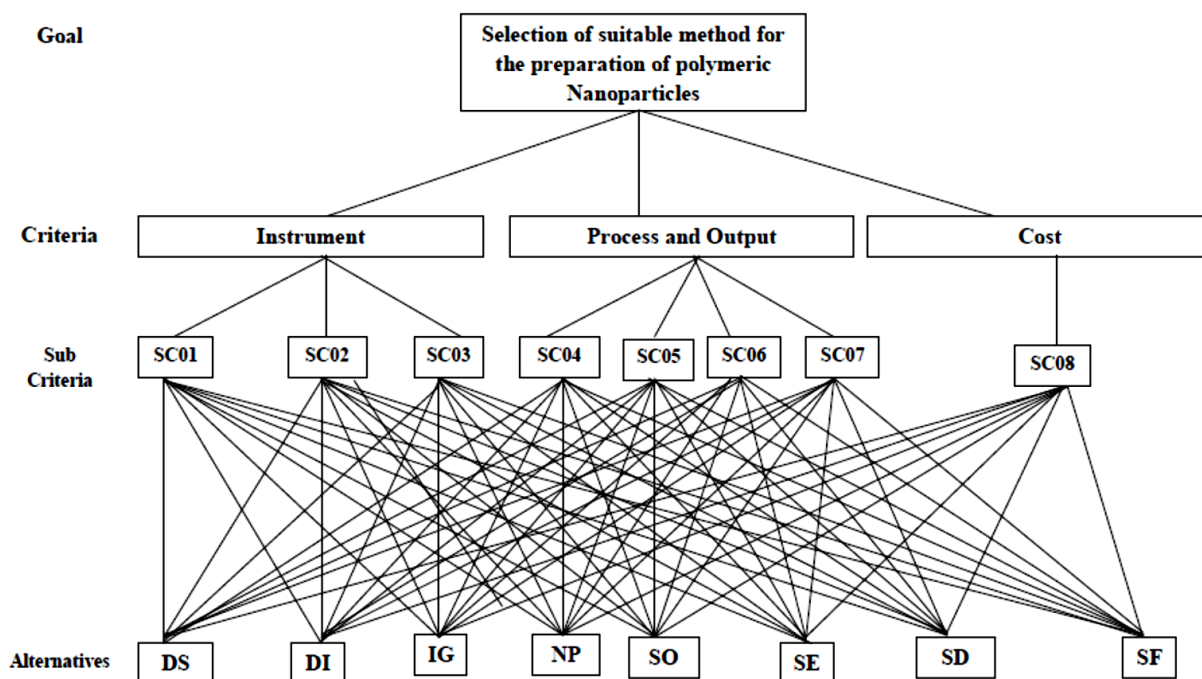 Goal
Selection of suitable method for
the preparation of polymeric
Nanoparticles
Criteria
Instrument
Process and Output
Cost
Sub
Criteria
SC01
SC02
SC03
SC04
SC05
SC06
SC07
SC08
Alternatives
DS
DI
IG
NP
SO
SE
SD
SF